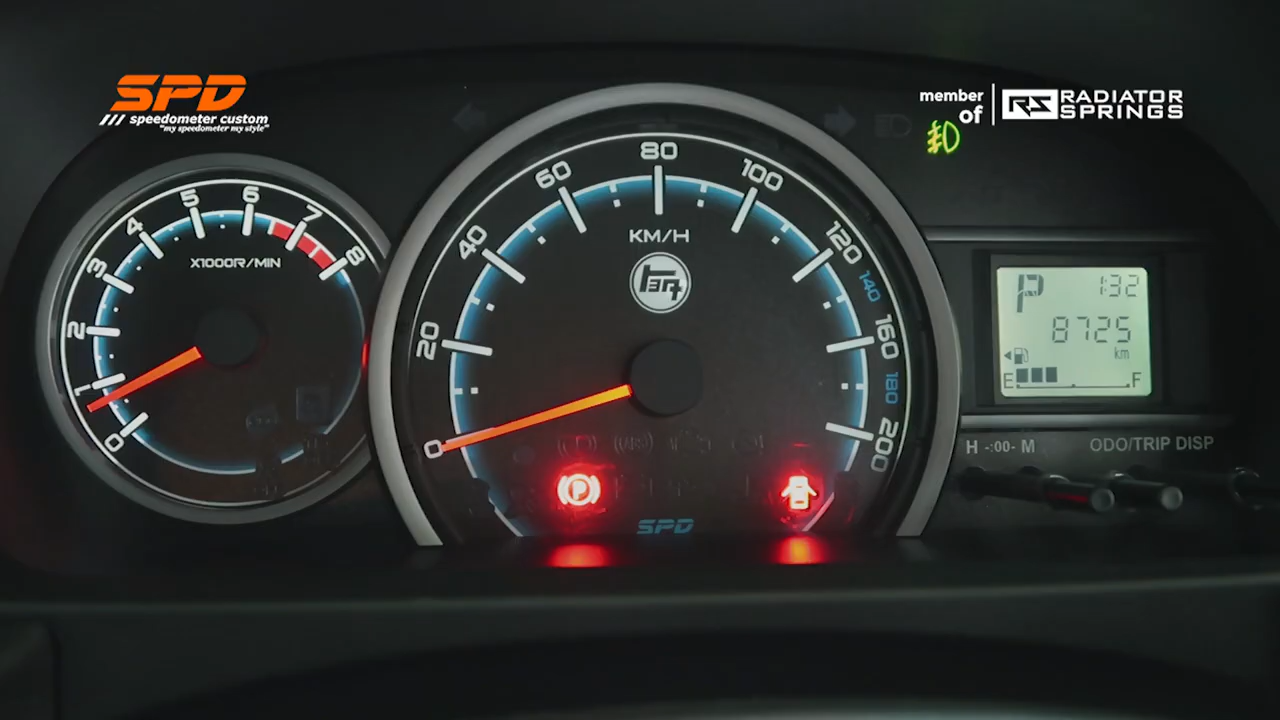 SPD
speedometer custom
"my speedometer my style"
member
of
RS
RADIATOR
SPRINGS
0
1
2
3
4
5
6
7
8
X1000R/MIN
0
20
40
60
80
100
120
140
160
180
200
KM/H
(ABS)
P
SPD
P 1:32
8725
km
E F
H -:00- M ODO/TRIP DISP